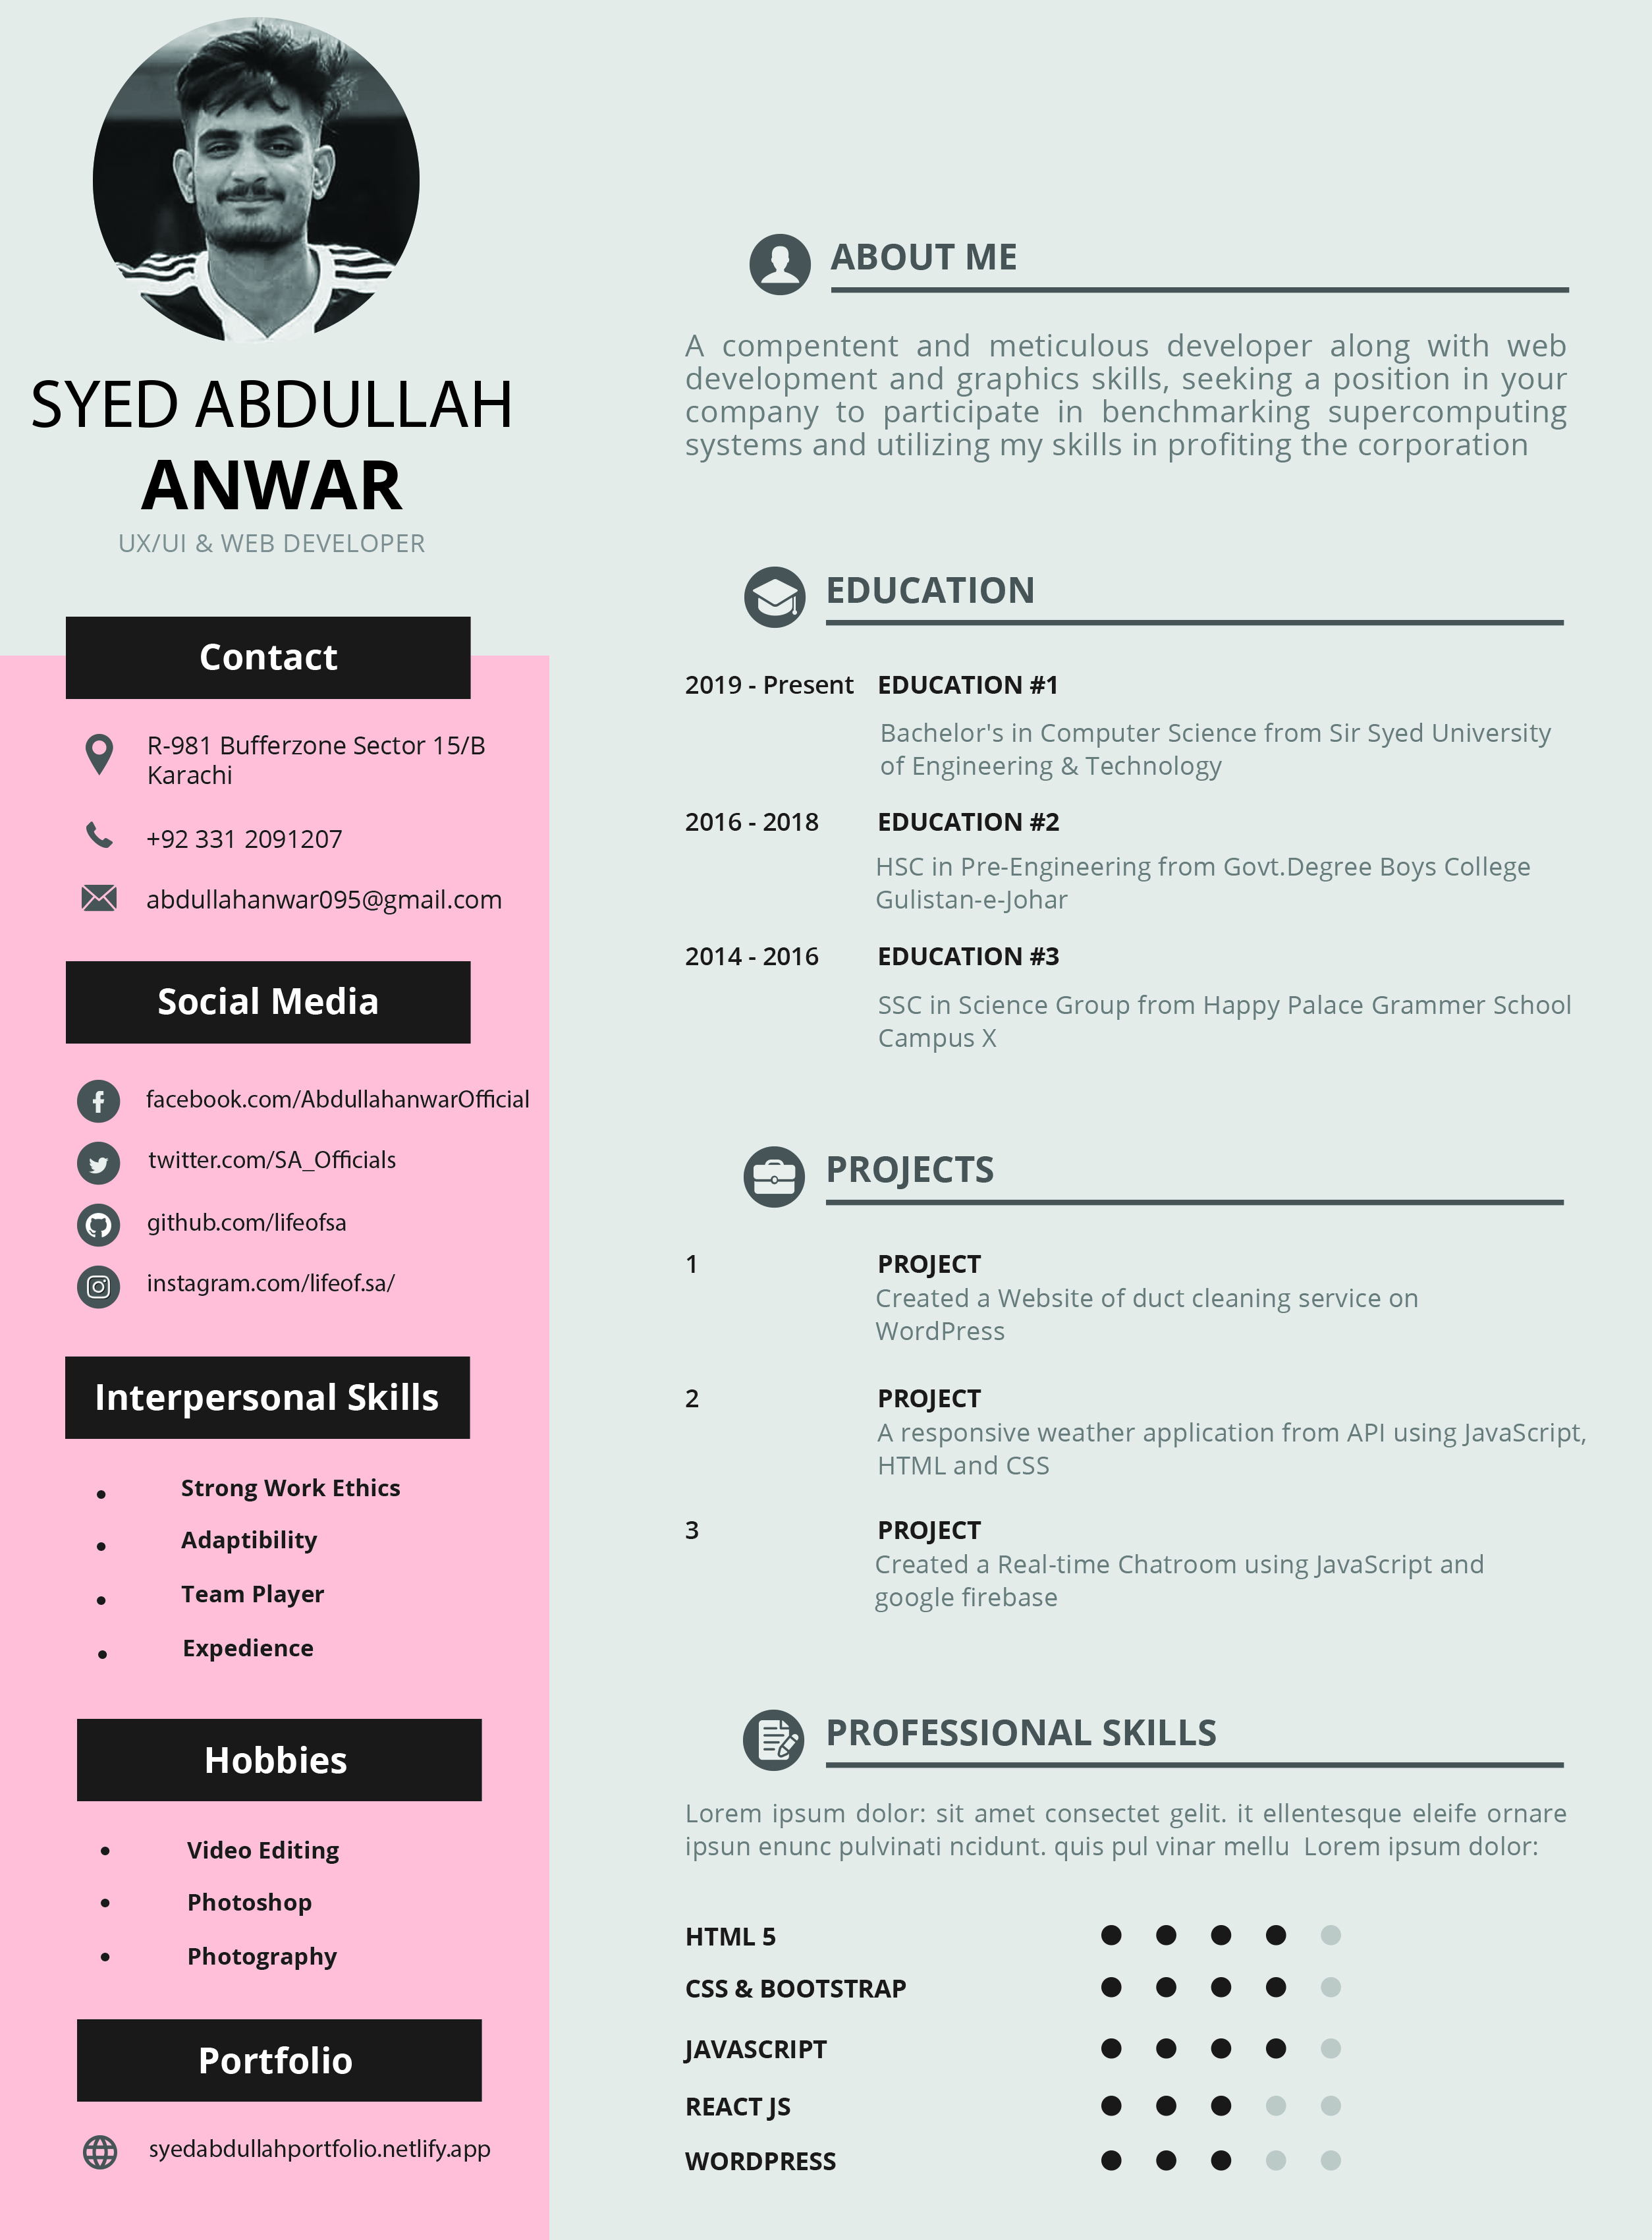 SYED ABDULLAH
ANWAR
UX/UI & WEB DEVELOPER
Contact
R-981 Bufferzone Sector 15/B
Karachi
+92 331 2091207
abdullahanwar095@gmail.com
Social Media
facebook.com/AbdullahanwarOfficial
twitter.com/SA_Officials
github.com/lifeofsa
instagram.com/lifeof.sa/
Interpersonal Skills
• Strong Work Ethics
• Adaptibility
• Team Player
• Expedience
Hobbies
• Video Editing
• Photoshop
• Photography
Portfolio
syedabdullahportfolio.netlify.app
ABOUT ME
A compentent and meticulous developer along with web
development and graphics skills, seeking a position in your
company to participate in benchmarking supercomputing
systems and utilizing my skills in profiting the corporation
EDUCATION
2019 - Present EDUCATION #1
Bachelor's in Computer Science from Sir Syed University
of Engineering & Technology
2016 - 2018 EDUCATION #2
HSC in Pre-Engineering from Govt.Degree Boys College
Gulistan-e-Johar
2014 - 2016 EDUCATION #3
SSC in Science Group from Happy Palace Grammer School
Campus X
PROJECTS
1 PROJECT
Created a Website of duct cleaning service on
WordPress
2 PROJECT
A responsive weather application from API using JavaScript,
HTML and CSS
3 PROJECT
Created a Real-time Chatroom using JavaScript and
google firebase
PROFESSIONAL SKILLS
Lorem ipsum dolor: sit amet consectet gelit. it ellentesque eleife ornare
ipsun enunc pulvinati ncidunt. quis pul vinar mellu Lorem ipsum dolor:
HTML 5
CSS & BOOTSTRAP
JAVASCRIPT
REACT JS
WORDPRESS